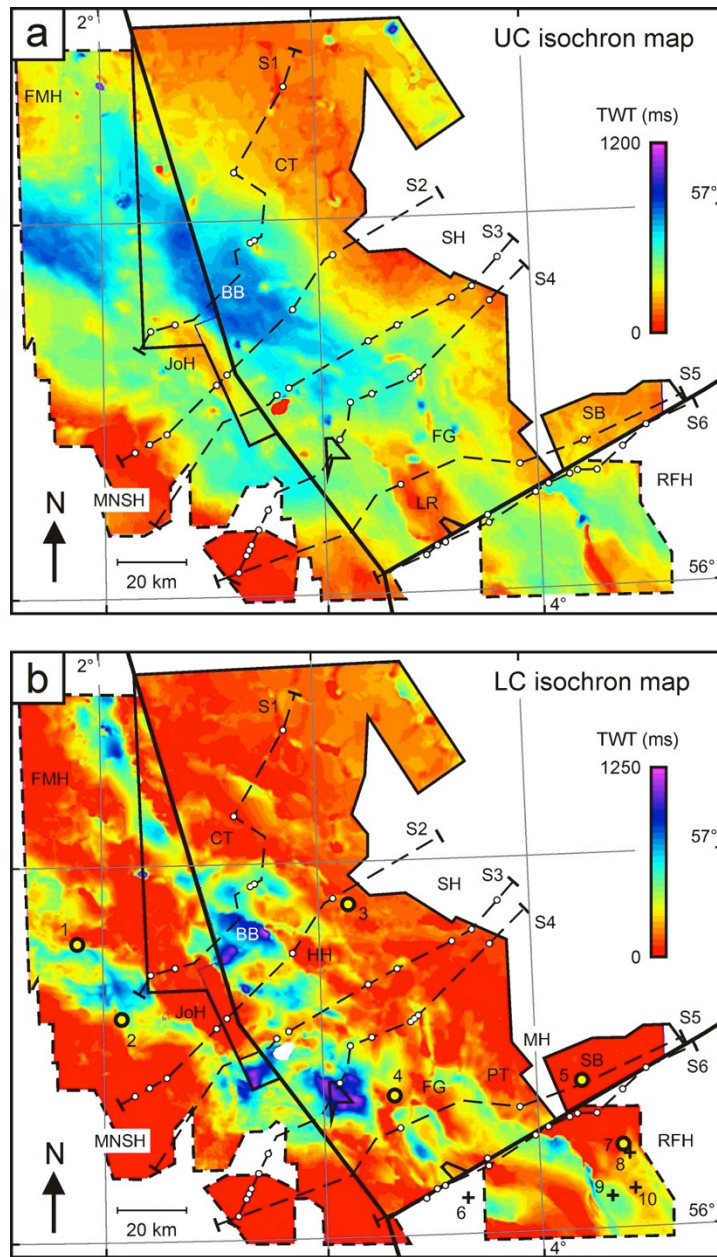 a
2°
UC isochron map
FMH
S1
TWT (ms)
1200
0
CT
S2
57°
SH
S3
S4
BB
JoH
S5
S6
SB
FG
RFH
MNSH
LR
N
20 km
56°
4°
b
2°
LC isochron map
FMH
S1
TWT (ms)
1250
0
CT
S2
57°
SH
S3
S4
3
1
BB
HH
2
JoH
S5
MH
S6
SB
5
4
FG
PT
RFH
MNSH
7
8
N
9
10
6
20 km
56°
4°